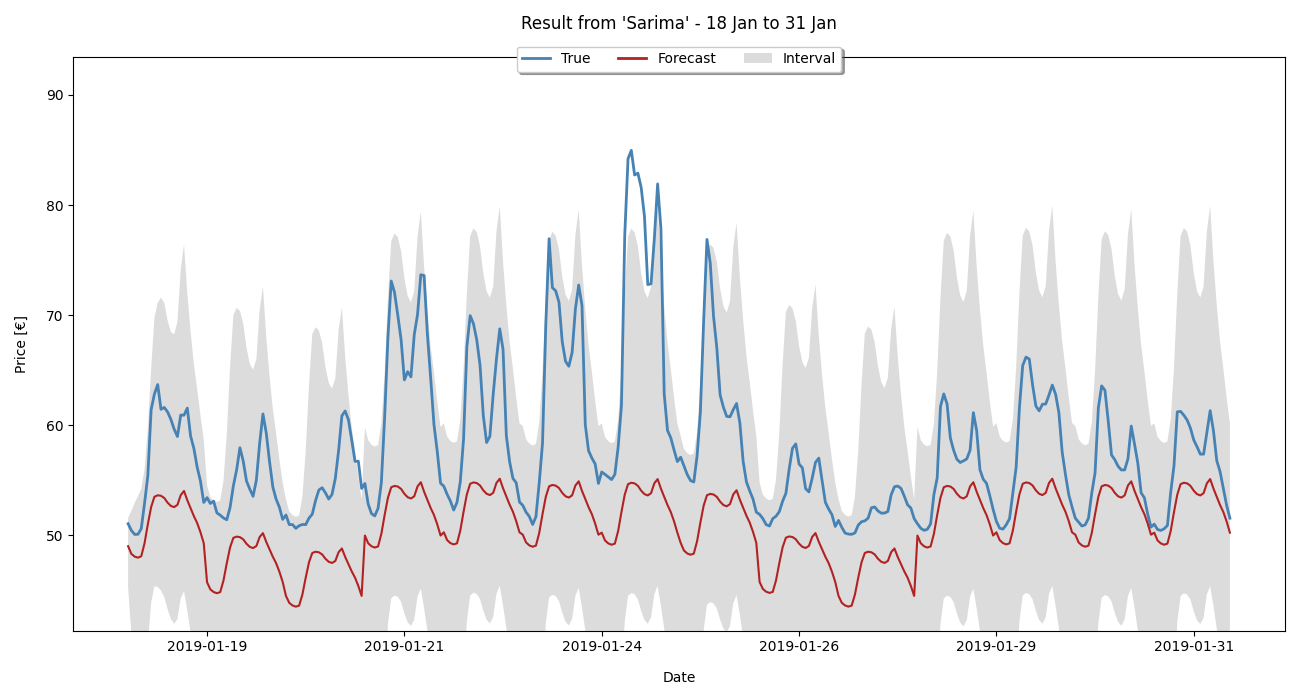 Result from 'Sarima' - 18 Jan to 31 Jan
True Forecast Interval
90
80
70
60
50
Price [€]
2019-01-19 2019-01-21 2019-01-24 2019-01-26 2019-01-29 2019-01-31
Date